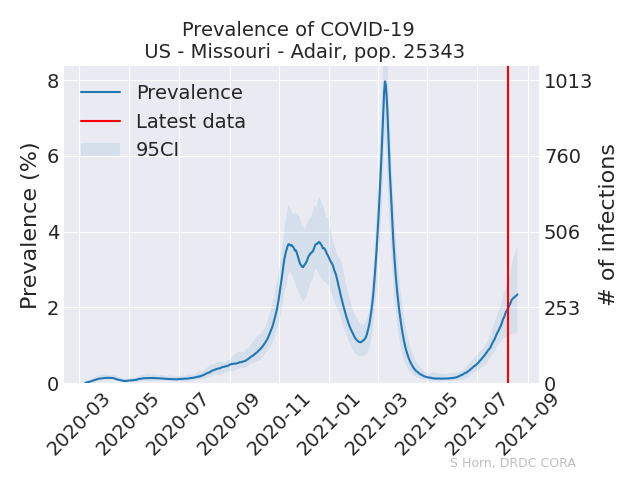 Prevalence of COVID-19
US - Missouri - Adair, pop. 25343
Prevalence
Latest data
95CI
Prevalence (%)
8
6
4
2
0
# of infections
1013
760
506
253
0
2020-03
2020-05
2020-07
2020-09
2020-11
2021-01
2021-03
2021-05
2021-07
2021-09
S Horn, DRDC CORA